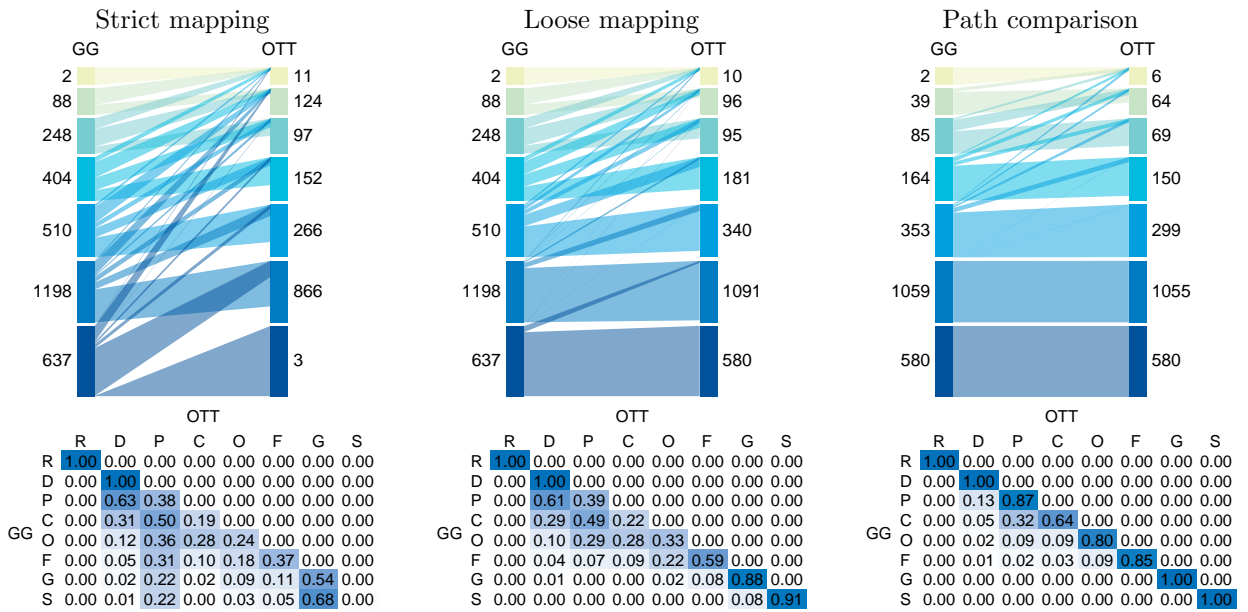 Strict mapping Loose mapping Path comparison
GG OTT GG OTT GG OTT
2 11 2 10 2 6
88 124 88 96 39 64
248 97 248 95 85 69
404 152 404 181 164 150
510 266 510 340 353 299
1198 866 1198 1091 1059 1055
637 3 637 580 580 580
OTT OTT OTT
R D P C O F G S R D P C O F G S R D P C O F G S
R 1.00 0.00 0.00 0.00 0.00 0.00 0.00 0.00 R 1.00 0.00 0.00 0.00 0.00 0.00 0.00 0.00 R 1.00 0.00 0.00 0.00 0.00 0.00 0.00 0.00
D 0.00 1.00 0.00 0.00 0.00 0.00 0.00 0.00 D 0.00 1.00 0.00 0.00 0.00 0.00 0.00 0.00 D 0.00 1.00 0.00 0.00 0.00 0.00 0.00 0.00
P 0.00 0.63 0.38 0.00 0.00 0.00 0.00 0.00 P 0.00 0.61 0.39 0.00 0.00 0.00 0.00 0.00 P 0.00 0.13 0.87 0.00 0.00 0.00 0.00 0.00
C 0.00 0.31 0.50 0.19 0.00 0.00 0.00 0.00 C 0.00 0.29 0.49 0.22 0.00 0.00 0.00 0.00 C 0.00 0.05 0.32 0.64 0.00 0.00 0.00 0.00
GG GG GG
O 0.00 0.12 0.36 0.28 0.24 0.00 0.00 0.00 O 0.00 0.10 0.29 0.28 0.33 0.00 0.00 0.00 O 0.00 0.02 0.09 0.09 0.80 0.00 0.00 0.00
F 0.00 0.05 0.31 0.10 0.18 0.37 0.00 0.00 F 0.00 0.04 0.07 0.09 0.22 0.59 0.00 0.00 F 0.00 0.01 0.02 0.03 0.09 0.85 0.00 0.00
G 0.00 0.02 0.22 0.02 0.09 0.11 0.54 0.00 G 0.00 0.01 0.00 0.00 0.02 0.08 0.88 0.00 G 0.00 0.00 0.00 0.00 0.00 0.00 1.00 0.00
S 0.00 0.01 0.22 0.00 0.03 0.05 0.68 0.00 S 0.00 0.00 0.00 0.00 0.00 0.00 0.08 0.91 S 0.00 0.00 0.00 0.00 0.00 0.00 0.00 1.00